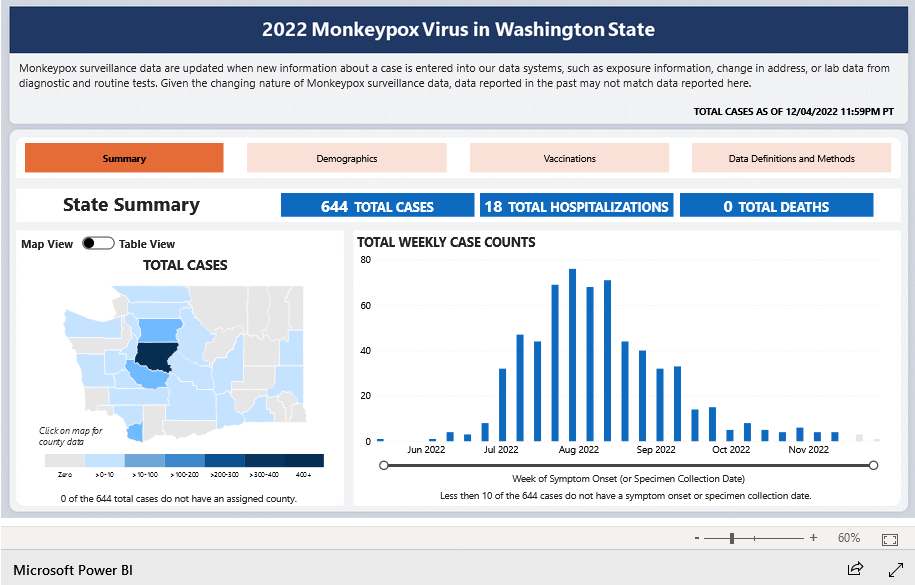 2022 Monkeypox Virus in Washington State
Monkeypox surveillance data are updated when new information about a case is entered into our data systems, such as exposure information, change in address, or lab data from
diagnostic and routine tests. Given the changing nature of Monkeypox surveillance data, data reported in the past may not match data reported here.
TOTAL CASES AS OF 12/04/2022 11:59PM PT
Summary
Demographics
Vaccinations
Data Definitions and Methods
State Summary
644 TOTAL CASES
18 TOTAL HOSPITALIZATIONS
0 TOTAL DEATHS
Map View
Table View
TOTAL CASES
Click on map for
county data
Zero
>0-10
>10-100
>100-200
>200-300
>300-400
400+
0 of the 644 total cases do not have an assigned county.
TOTAL WEEKLY CASE COUNTS
80
60
40
20
0
Jun 2022
Jul 2022
Aug 2022
Sep 2022
Oct 2022
Nov 2022
Week of Symptom Onset (or Specimen Collection Date)
Less then 10 of the 644 cases do not have a symptom onset or specimen collection date.
- + 60%
Microsoft Power BI